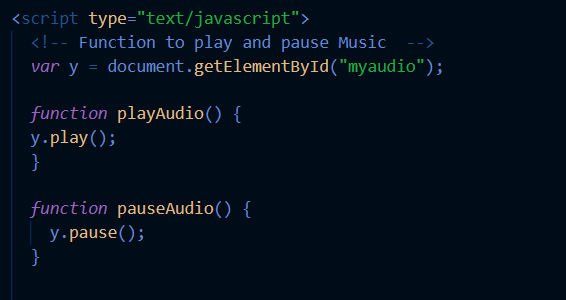 <script type="text/javascript">
<!-- Function to play and pause Music  -->
var y = document.getElementById("myaudio");
function playAudio() {
y.play();
}
function pauseAudio() {
y.pause();
}